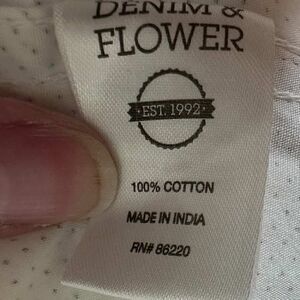 DENIM &
FLOWER
·EST. 1992·
100% COTTON
MADE IN INDIA
RN# 86220